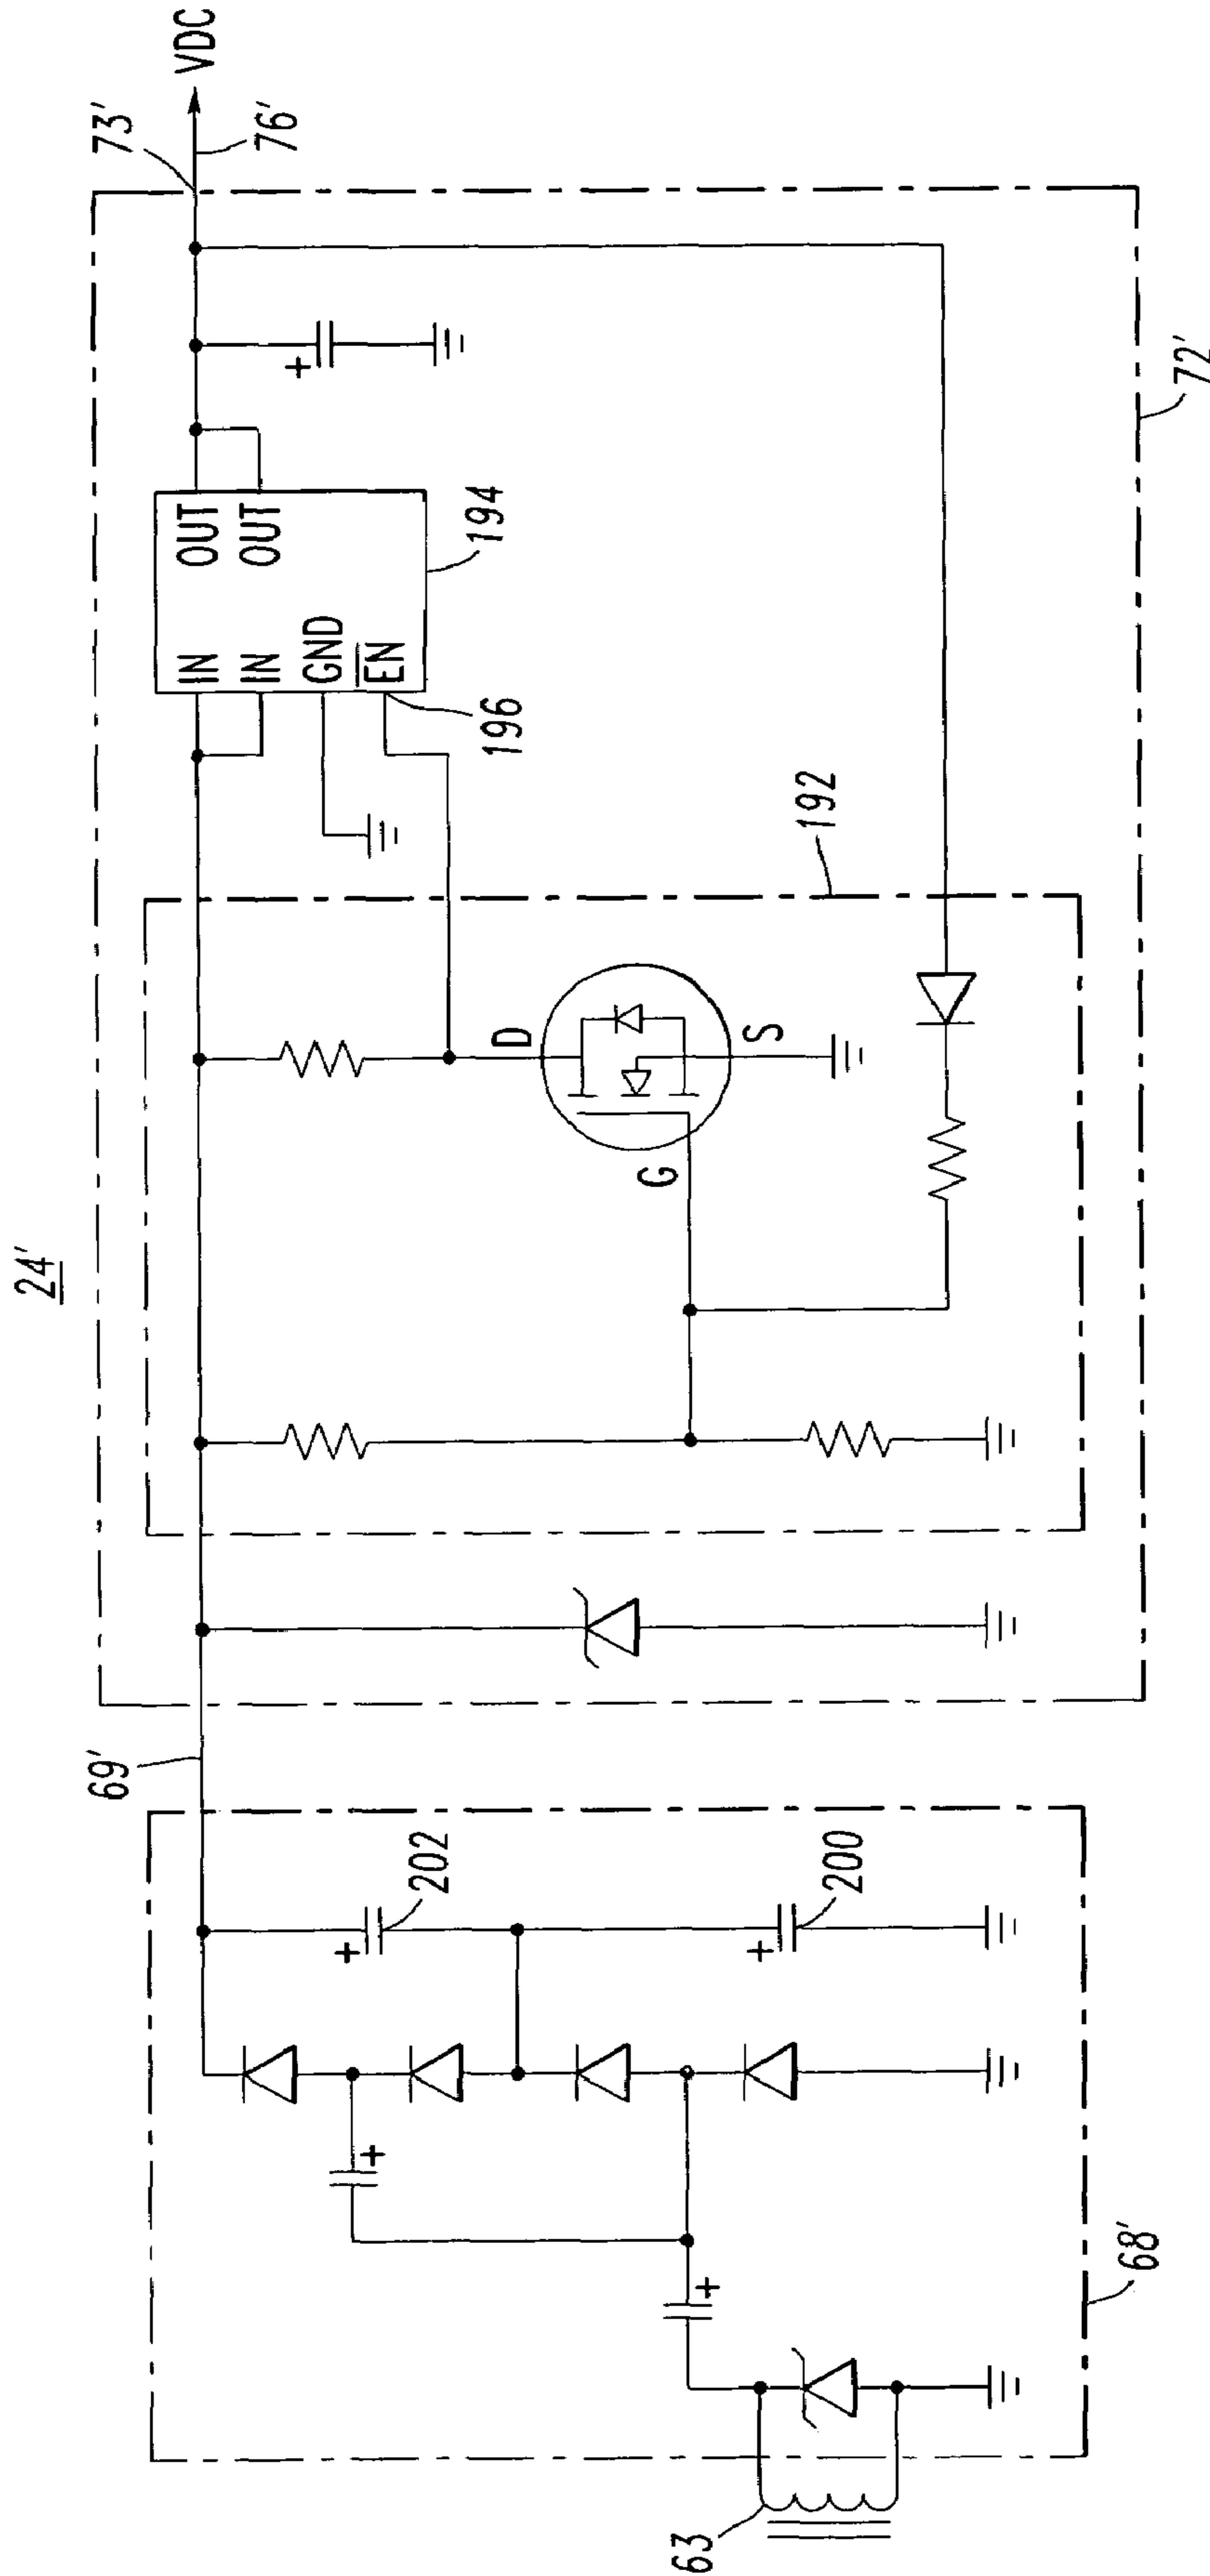 24'
63
68'
202
200
69'
192
G
D
S
IN
IN
GND
EN
OUT
OUT
194
196
72'
73'
76'
VDC
+
+
+
+
+